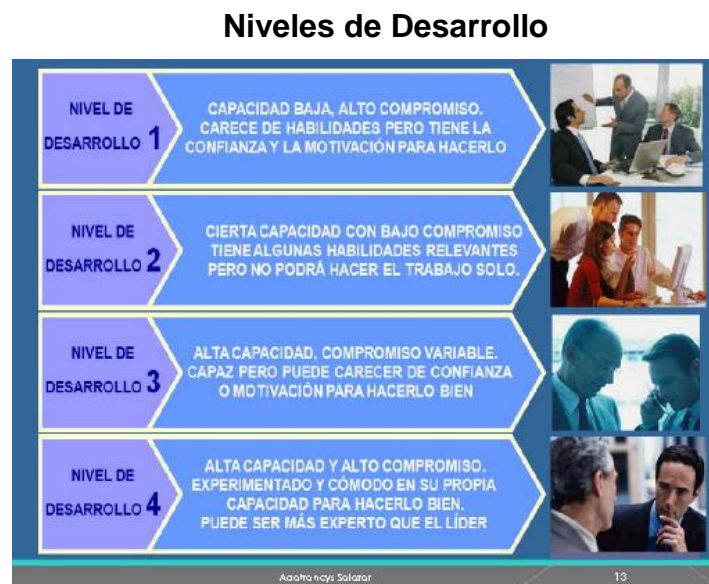 Niveles de Desarrollo
NIVEL DE
DESARROLLO 1
CAPACIDAD BAJA, ALTO COMPROMISO.
CARECE DE HABILIDADES PERO TIENE LA
CONFIANZA Y LA MOTIVACIÓN PARA HACERLO
NIVEL DE
DESARROLLO 2
CIERTA CAPACIDAD CON BAJO COMPROMISO
TIENE ALGUNAS HABILIDADES RELEVANTES
PERO NO PODRÁ HACER EL TRABAJO SOLO.
NIVEL DE
DESARROLLO 3
ALTA CAPACIDAD, COMPROMISO VARIABLE.
CAPAZ PERO PUEDE CARECER DE CONFIANZA
O MOTIVACIÓN PARA HACERLO BIEN
NIVEL DE
DESARROLLO 4
ALTA CAPACIDAD Y ALTO COMPROMISO.
EXPERIMENTADO Y CÓMODO EN SU PROPIA
CAPACIDAD PARA HACERLO BIEN.
PUEDE SER MÁS EXPERTO QUE EL LÍDER
Salazar
13